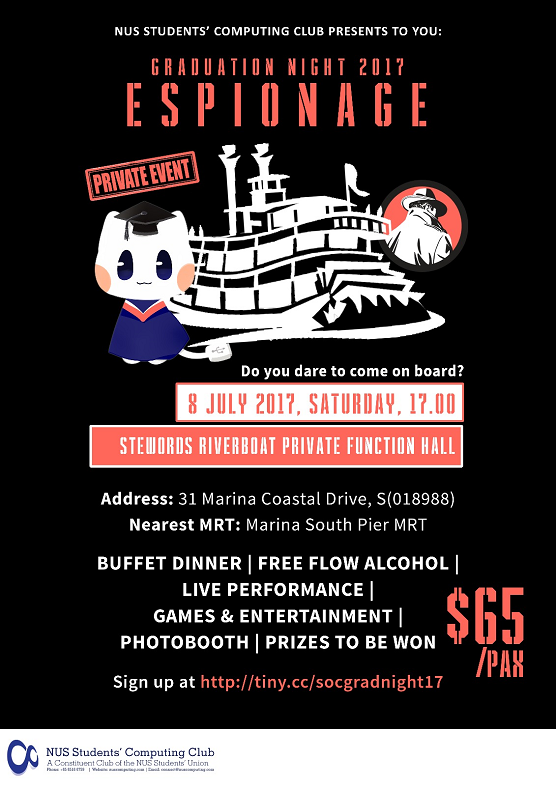 NUS STUDENTS' COMPUTING CLUB PRESENTS TO YOU:
GRADUATION NIGHT 2017
ESPIONAGE
PRIVATE EVENT
Do you dare to come on board?
8 JULY 2017, SATURDAY, 17.00
STEWORDS RIVERBOAT PRIVATE FUNCTION HALL
Address: 31 Marina Coastal Drive, S(018988)
Nearest MRT: Marina South Pier MRT
BUFFET DINNER | FREE FLOW ALCOHOL |
LIVE PERFORMANCE |
GAMES & ENTERTAINMENT |
PHOTOBOOTH | PRIZES TO BE WON
$65
/PAX
Sign up at http://tiny.cc/socgradnight17
NUS Students' Computing Club
A Constituent Club of the NUS Students' Union